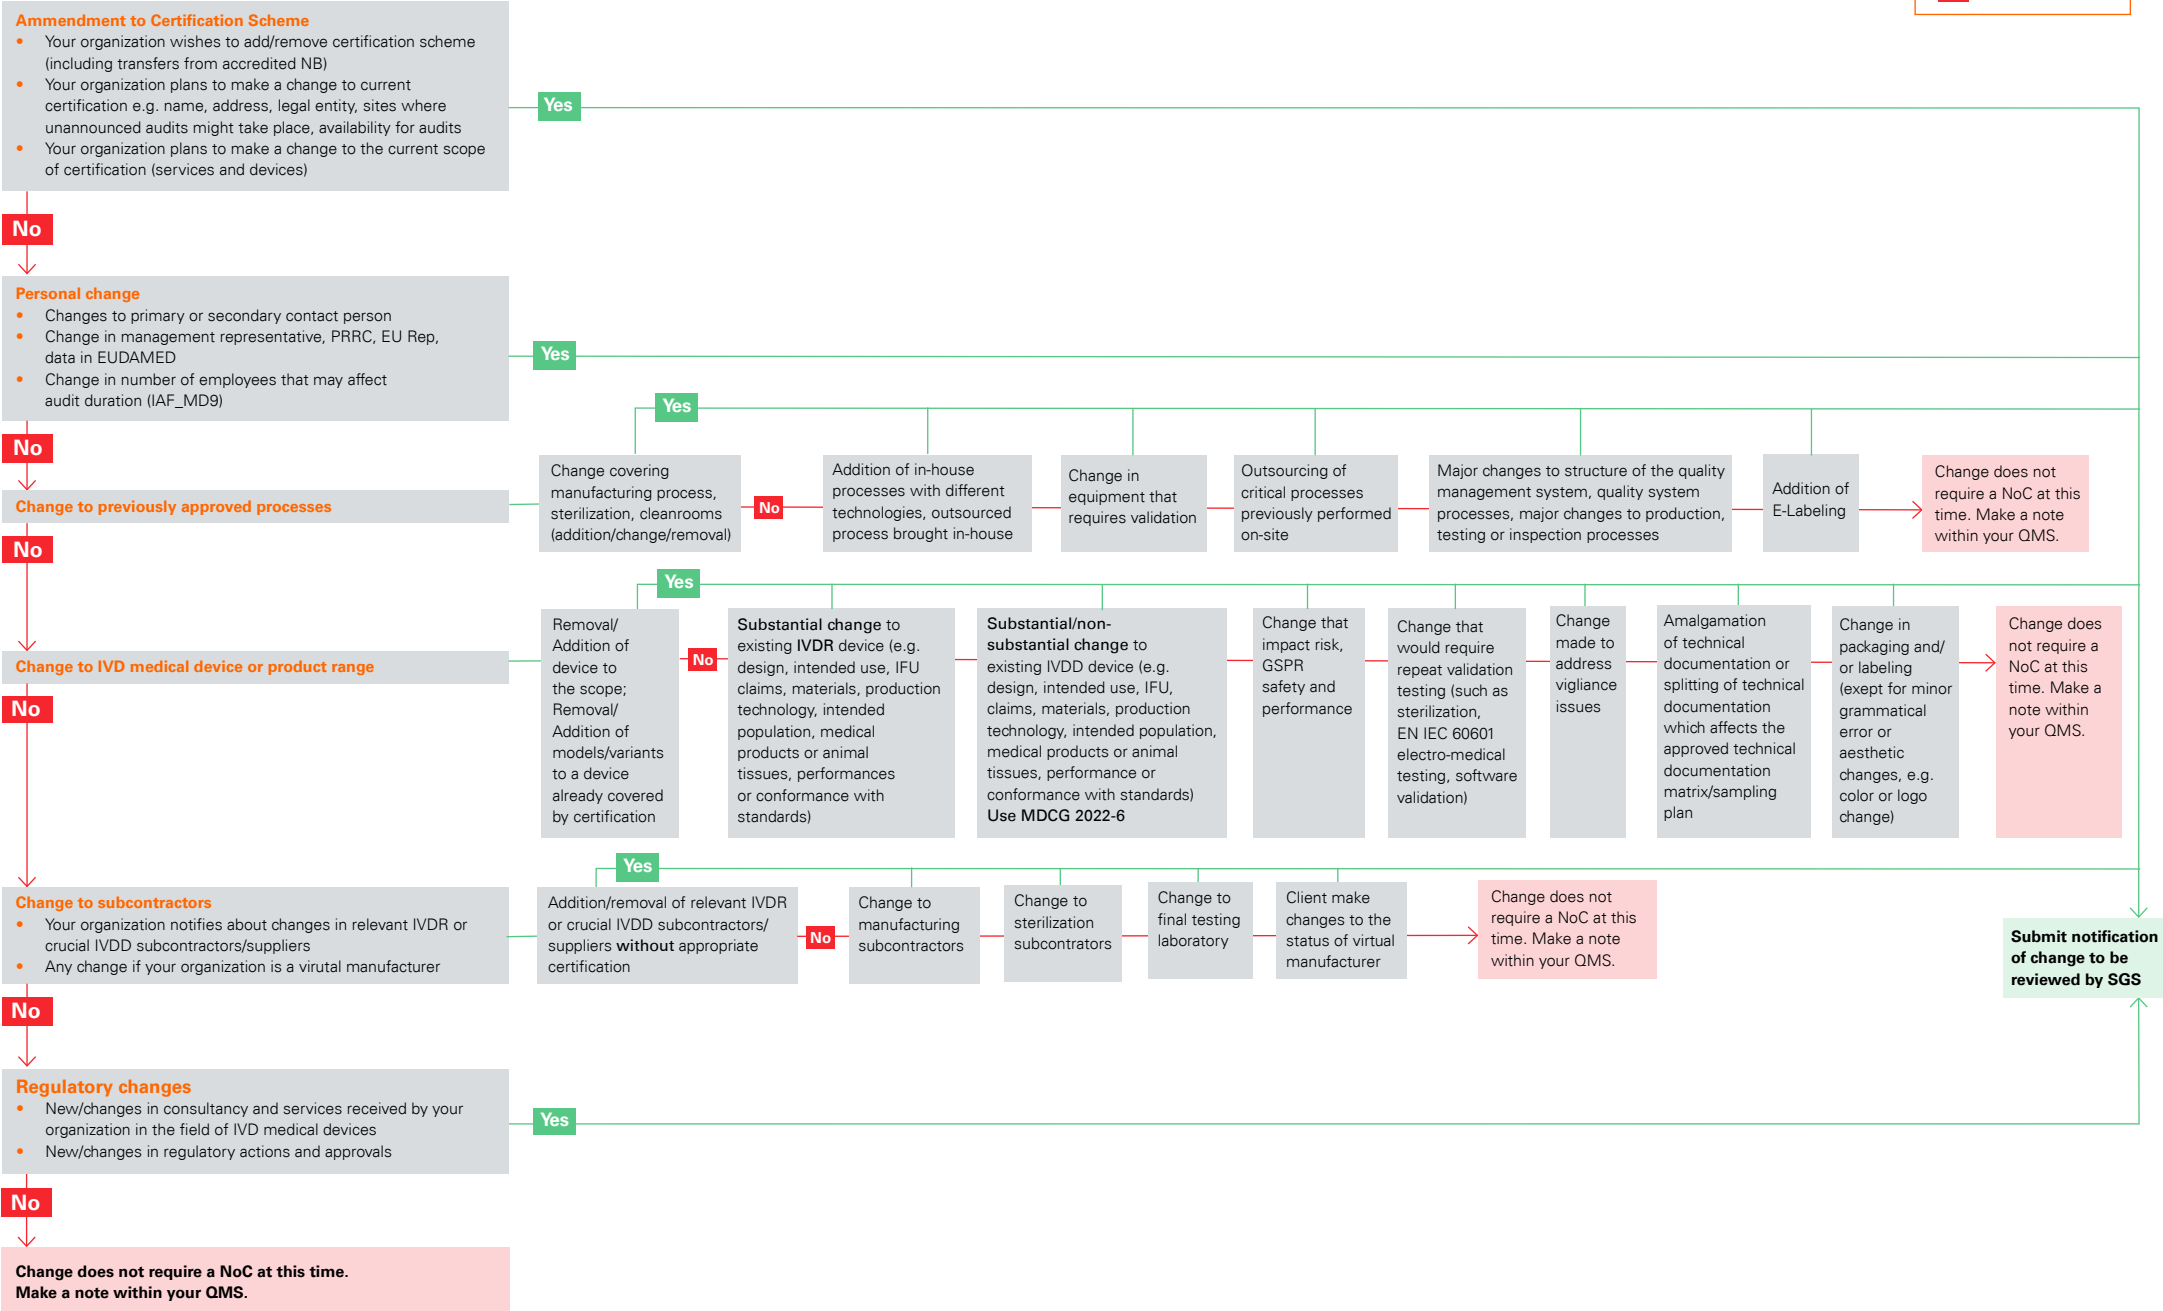 Ammendment to Certification Scheme
• Your organization wishes to add/remove certification scheme
(including transfers from accredited NB)
• Your organization plans to make a change to current
certification e.g. name, address, legal entity, sites where
unannounced audits might take place, availability for audits
• Your organization plans to make a change to the current scope
of certification (services and devices)
Yes
No
Personal change
• Changes to primary or secondary contact person
• Change in management representative, PRRC, EU Rep,
data in EUDAMED
• Change in number of employees that may affect
audit duration (IAF_MD9)
Yes
No
Change to previously approved processes
Yes
Change covering
manufacturing process,
sterilization, cleanrooms
(addition/change/removal)
No
Addition of in-house
processes with different
technologies, outsourced
process brought in-house
Change in
equipment that
requires validation
Outsourcing of
critical processes
previously performed
on-site
Major changes to structure of the quality
management system, quality system
processes, major changes to production,
testing or inspection processes
Addition of
E-Labeling
Change does not
require a NoC at this
time. Make a note
within your QMS.
No
Change to IVD medical device or product range
Yes
Removal/
Addition of
device to
the scope;
Removal/
Addition of
models/variants
to a device
already covered
by certification
No
Substantial change to
existing IVDR device (e.g.
design, intended use, IFU
claims, materials, production
technology, intended
population, medical
products or animal
tissues, performances
or conformance with
standards)
Substantial/non-
substantial change to
existing IVDD device (e.g.
design, intended use, IFU,
claims, materials, production
technology, intended population,
medical products or animal
tissues, performance or
conformance with standards)
Use MDCG 2022-6
Change that
impact risk,
GSPR
safety and
performance
Change that
would require
repeat validation
testing (such as
sterilization,
EN IEC 60601
electro-medical
testing, software
validation)
Change
made to
address
vigliance
issues
Amalgamation
of technical
documentation or
splitting of technical
documentation
which affects the
approved technical
documentation
matrix/sampling
plan
Change in
packaging and/
or labeling
(exept for minor
grammatical
error or
aesthetic
changes, e.g.
color or logo
change)
Change does
not require a
NoC at this
time. Make a
note within
your QMS.
No
Change to subcontractors
• Your organization notifies about changes in relevant IVDR or
crucial IVDD subcontractors/suppliers
• Any change if your organization is a virutal manufacturer
Yes
Addition/removal of relevant IVDR
or crucial IVDD subcontractors/
suppliers without appropriate
certification
No
Change to
manufacturing
subcontractors
Change to
sterilization
subcontrators
Change to
final testing
laboratory
Client make
changes to the
status of virtual
manufacturer
Change does not
require a NoC at this
time. Make a note
within your QMS.
Submit notification
of change to be
reviewed by SGS
No
Regulatory changes
• New/changes in consultancy and services received by your
organization in the field of IVD medical devices
• New/changes in regulatory actions and approvals
Yes
No
Change does not require a NoC at this time.
Make a note within your QMS.